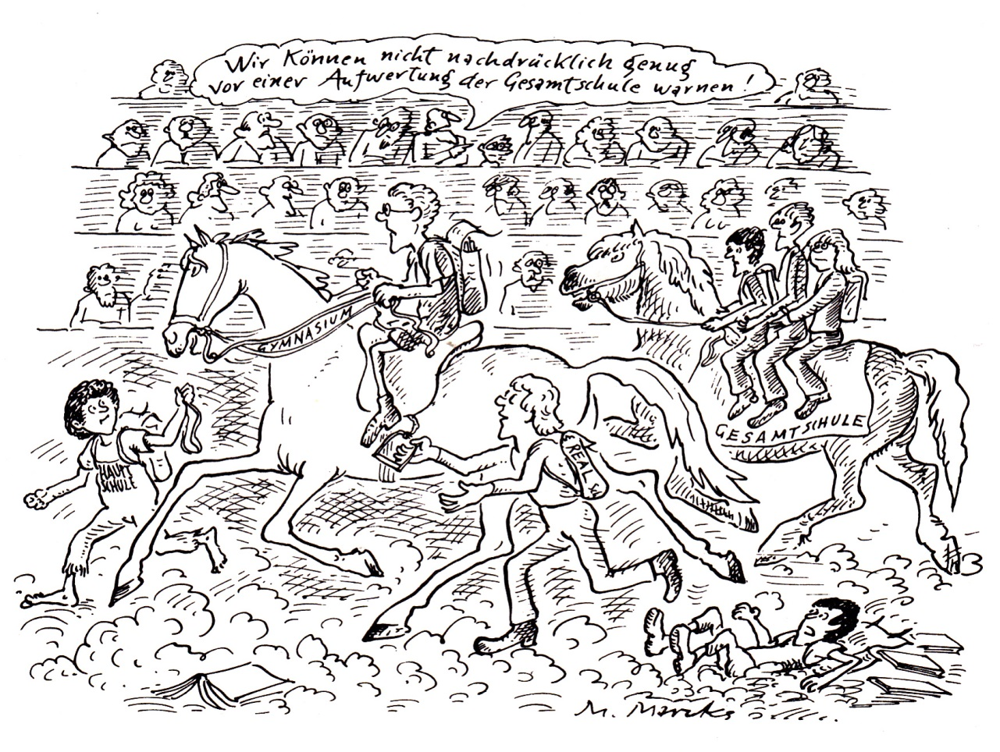 Wir Können nicht nachdrücklich genug
vor einer Aufwertung der Gesamtschule warnen!
GYMNASIUM
HAUPT
SCHULE
REAL
GESAMTSCHULE
M. Marcks